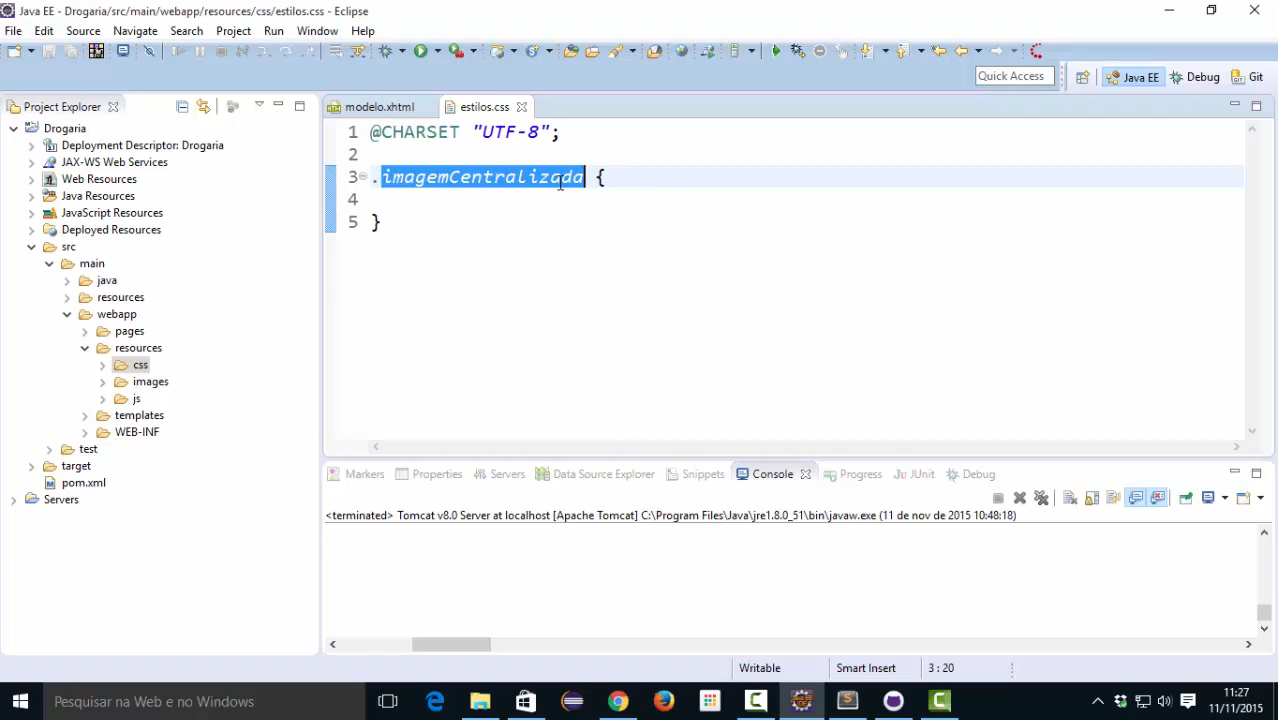 Java EE - Drogaria/src/main/webapp/resources/css/estilos.css - Eclipse
File Edit Source Navigate Search Project Run Window Help
Quick Access Java EE Debug Git
Project Explorer
modelo.xhtml estilos.css
Drogaria
Deployment Descriptor: Drogaria
JAX-WS Web Services
Web Resources
Java Resources
JavaScript Resources
Deployed Resources
src
main
java
resources
webapp
pages
resources
css
images
js
templates
WEB-INF
test
target
pom.xml
Servers
1 @CHARSET "UTF-8";
2
3 .imagemCentralizada {
4
5 }
Markers Properties Servers Data Source Explorer Snippets Console Progress JUnit Debug
<terminated> Tomcat v8.0 Server at localhost [Apache Tomcat] C:\Program Files\Java\jre1.8.0_51\bin\javaw.exe (11 de nov de 2015 10:48:18)
Writable Smart Insert 3 : 20
Pesquisar na Web e no Windows
11:27
11/11/2015